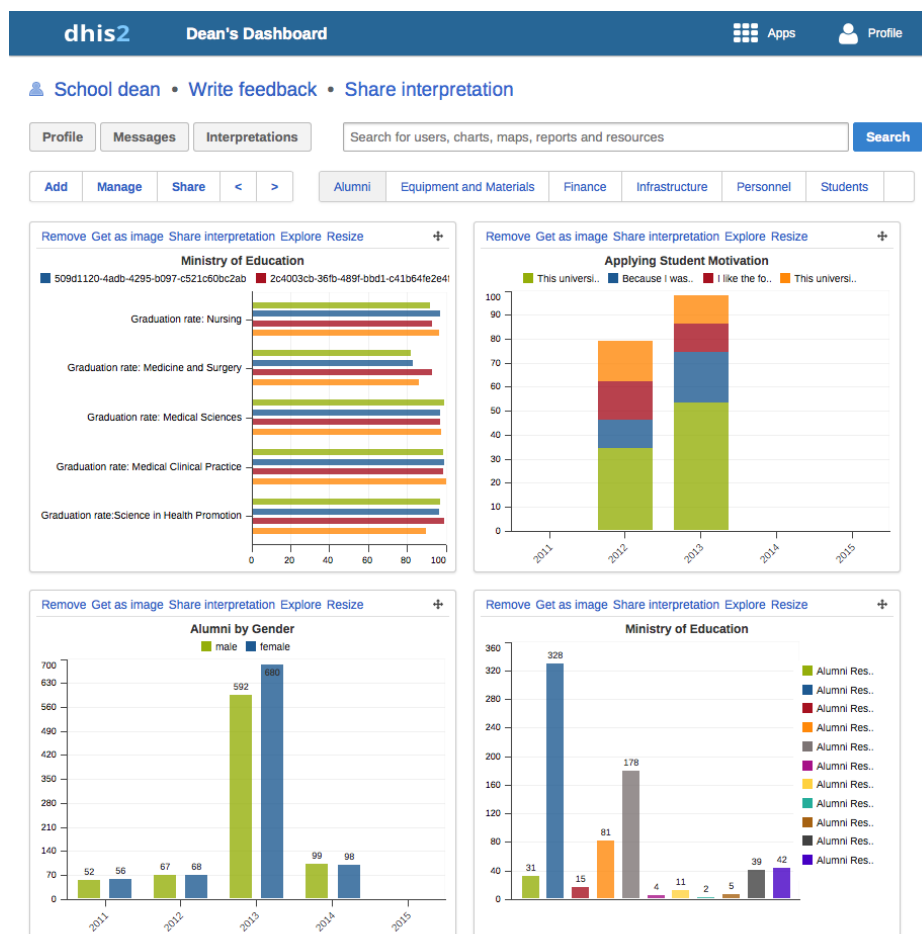 dhis2 Dean's Dashboard Apps Profile
School dean • Write feedback • Share interpretation
Profile Messages Interpretations Search for users, charts, maps, reports and resources Search
Add Manage Share < > Alumni Equipment and Materials Finance Infrastructure Personnel Students
Remove Get as image Share interpretation Explore Resize
Ministry of Education
509d1120-4adb-4295-b097-c521c60bc2ab 2c4003cb-36fb-489f-bbd1-c41b64fe2e4
Graduation rate: Nursing
Graduation rate: Medicine and Surgery
Graduation rate: Medical Sciences
Graduation rate: Medical Clinical Practice
Graduation rate:Science in Health Promotion
0 20 40 60 80 100
Remove Get as image Share interpretation Explore Resize
Applying Student Motivation
This universi.. Because I was.. I like the fo.. This universi..
100
90
80
70
60
50
40
30
20
10
0
2011 2012 2013 2014 2015
Remove Get as image Share interpretation Explore Resize
Alumni by Gender
male female
700
630
560
490
420
350
280
210
140
70
0
52 56 67 68 592 680 99 98
2011 2012 2013 2014 2015
Remove Get as image Share interpretation Explore Resize
Ministry of Education
360
320
280
240
200
160
120
80
40
0
31 328 15 81 178 4 11 2 5 39 42
Alumni Res..
Alumni Res..
Alumni Res..
Alumni Res..
Alumni Res..
Alumni Res..
Alumni Res..
Alumni Res..
Alumni Res..
Alumni Res..
Alumni Res..